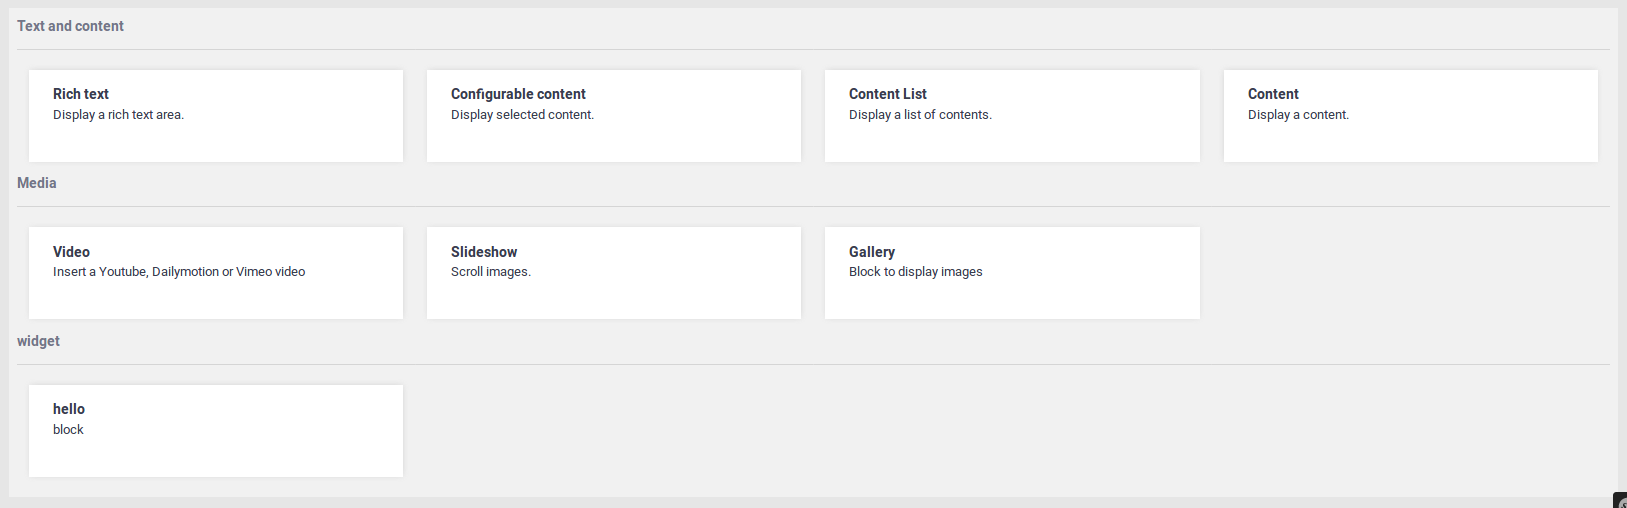 Text and content
Rich text
Display a rich text area.
Configurable content
Display selected content.
Content List
Display a list of contents.
Content
Display a content.
Media
Video
Insert a Youtube, Dailymotion or Vimeo video
Slideshow
Scroll images.
Gallery
Block to display images
widget
hello
block